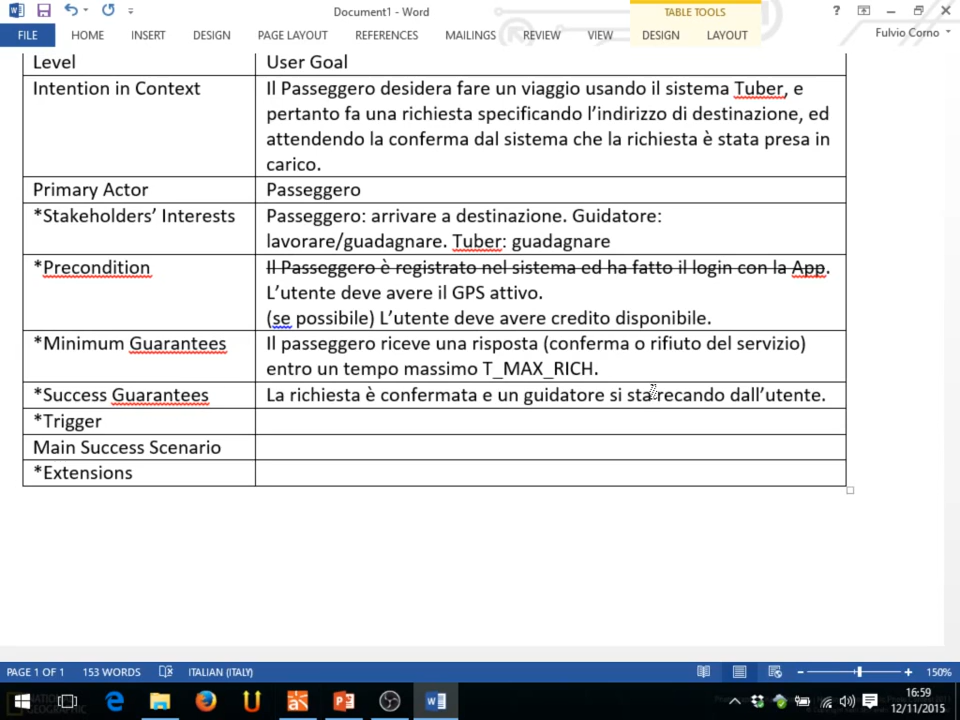 Document1 - Word
TABLE TOOLS
?
FILE
HOME
INSERT
DESIGN
PAGE LAYOUT
REFERENCES
MAILINGS
REVIEW
VIEW
DESIGN
LAYOUT
Fulvio Corno
Level
User Goal
Intention in Context
Il Passeggero desidera fare un viaggio usando il sistema Tuber, e
pertanto fa una richiesta specificando l’indirizzo di destinazione, ed
attendendo la conferma dal sistema che la richiesta è stata presa in
carico.
Primary Actor
Passeggero
*Stakeholders’ Interests
Passeggero: arrivare a destinazione. Guidatore:
lavorare/guadagnare. Tuber: guadagnare
*Precondition
Il Passeggero è registrato nel sistema ed ha fatto il login con la App.
L’utente deve avere il GPS attivo.
(se possibile) L’utente deve avere credito disponibile.
*Minimum Guarantees
Il passeggero riceve una risposta (conferma o rifiuto del servizio)
entro un tempo massimo T_MAX_RICH.
*Success Guarantees
La richiesta è confermata e un guidatore si sta recando dall’utente.
*Trigger
Main Success Scenario
*Extensions
PAGE 1 OF 1
153 WORDS
ITALIAN (ITALY)
150%
16:59
12/11/2015